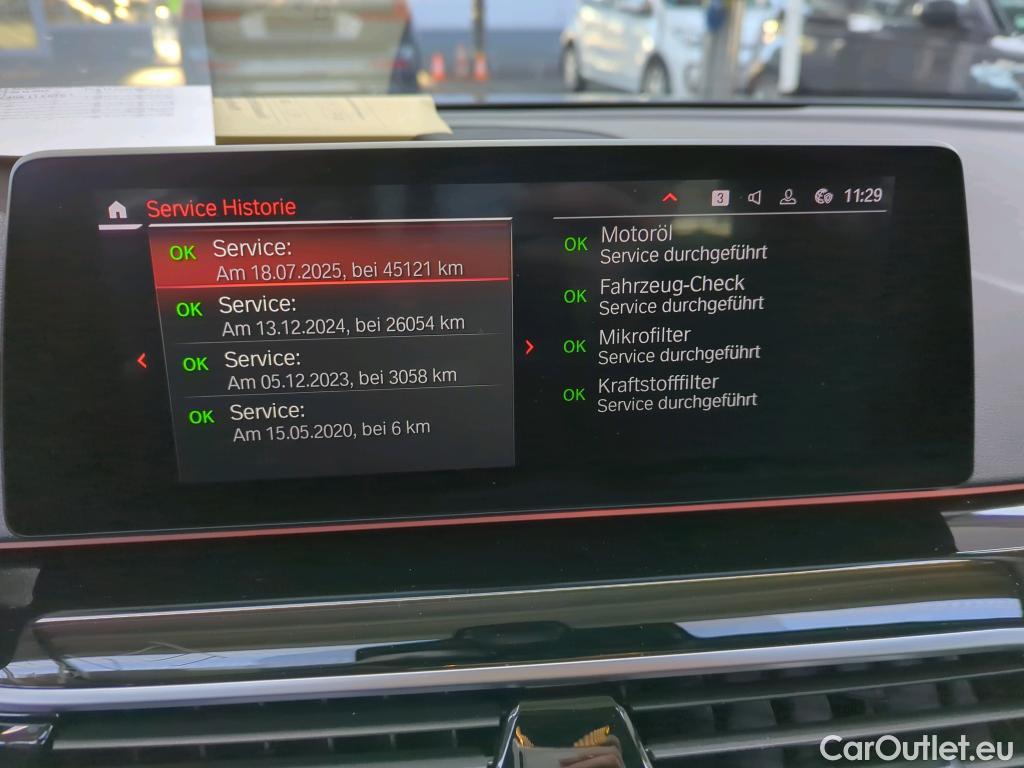 Service Historie
3
11:29
OK Service:
Am 18.07.2025, bei 45121 km
OK Service:
Am 13.12.2024, bei 26054 km
OK Service:
Am 05.12.2023, bei 3058 km
OK Service:
Am 15.05.2020, bei 6 km
OK Motoröl
Service durchgeführt
OK Fahrzeug-Check
Service durchgeführt
OK Mikrofilter
Service durchgeführt
OK Kraftstofffilter
Service durchgeführt
CarOutlet.eu